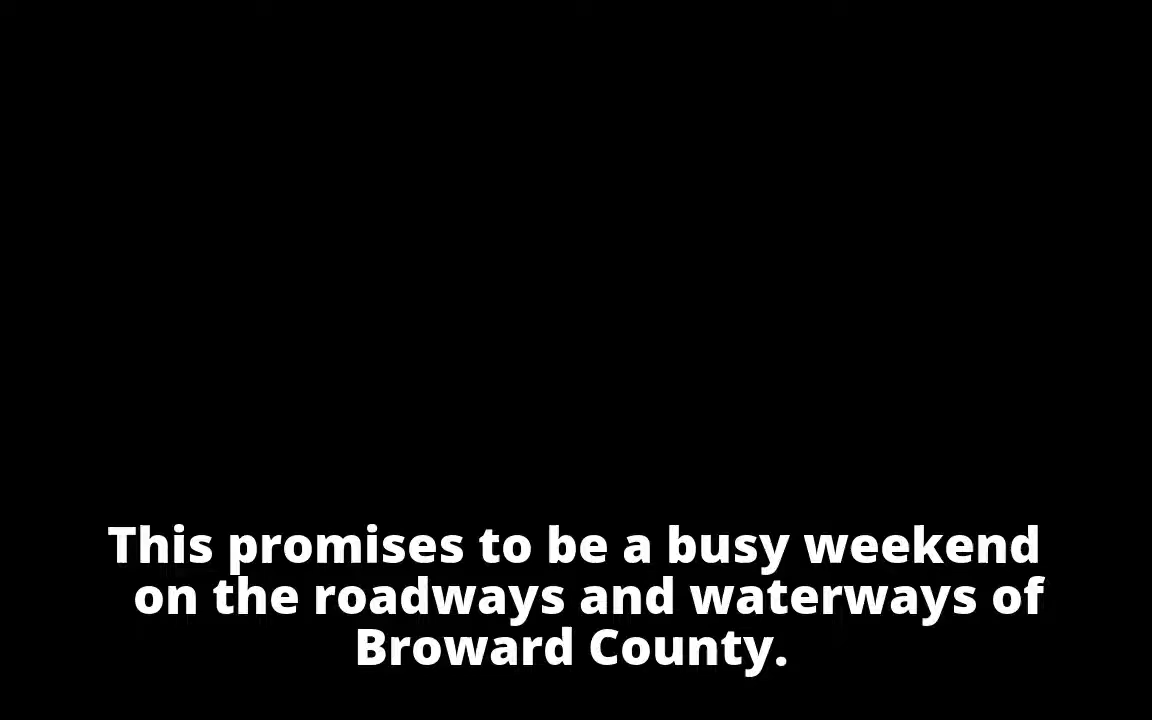 This promises to be a busy weekend
on the roadways and waterways of
Broward County.